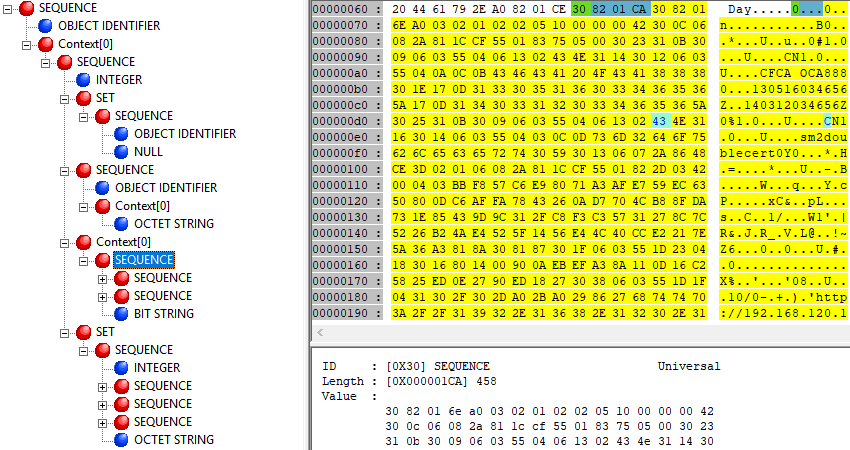 SEQUENCE
OBJECT IDENTIFIER
Context[0]
SEQUENCE
INTEGER
SET
SEQUENCE
OBJECT IDENTIFIER
NULL
SEQUENCE
OBJECT IDENTIFIER
Context[0]
OCTET STRING
Context[0]
SEQUENCE
SEQUENCE
SEQUENCE
BIT STRING
SET
SEQUENCE
INTEGER
SEQUENCE
SEQUENCE
SEQUENCE
OCTET STRING
00000060 : 20 44 61 79 2E A0 82 01 CE 30 82 01 CA 30 82 01 Day.....0...0..
00000070 : 6E A0 03 02 01 02 02 05 10 00 00 00 42 30 0C 06 n...........B0..
00000080 : 08 2A 81 1C CF 55 01 83 75 05 00 30 23 31 0B 30 .*...U..u..0#1.0
00000090 : 09 06 03 55 04 06 13 02 43 4E 31 14 30 12 06 03 ...U....CN1.0...
000000a0 : 55 04 0A 0C 0B 43 46 43 41 20 4F 43 41 38 38 38 U....CFCA OCA888
000000b0 : 30 1E 17 0D 31 33 30 35 31 36 30 33 34 36 35 36 0...130516034656
000000c0 : 5A 17 0D 31 34 30 33 31 32 30 33 34 36 35 36 5A Z..140312034656Z
000000d0 : 30 25 31 0B 30 09 06 03 55 04 06 13 02 43 4E 31 0%1.0...U....CN1
000000e0 : 16 30 14 06 03 55 04 03 0C 0D 73 6D 32 64 6F 75 .0...U....sm2dou
000000f0 : 62 6C 65 63 65 72 74 30 59 30 13 06 07 2A 86 48 blecert0Y0...*.H
00000100 : CE 3D 02 01 06 08 2A 81 1C CF 55 01 82 2D 03 42 .=....*...U..-.B
00000110 : 00 04 03 BB F8 57 C6 E9 80 71 A3 AF E7 59 EC 63 .....W...q...Y.c
00000120 : 50 80 0D C6 AF FA 78 43 26 0A D7 70 4C B8 8F DA P.....xC&..pL...
00000130 : 73 1E 85 43 9D 9C 31 2F C8 F3 C3 57 31 27 8C 7C s..C..1/...W1'.|
00000140 : 52 26 B2 4A E4 52 5F 14 56 E4 4C 40 CC E2 21 7E R&.J.R_.V.L@..!~
00000150 : 5A 36 A3 81 8A 30 81 87 30 1F 06 03 55 1D 23 04 Z6...0..0...U.#.
00000160 : 18 30 16 80 14 00 90 0A EB EF A3 8A 11 0D 16 C2 .0..............
00000170 : 58 25 ED 0E 27 90 ED 18 27 30 38 06 03 55 1D 1F X%..'...'08..U..
00000180 : 04 31 30 2F 30 2D A0 2B A0 29 86 27 68 74 74 70 .10/0-.+.).'http
00000190 : 3A 2F 2F 31 39 32 2E 31 36 38 2E 31 32 30 2E 31 ://192.168.120.1
ID : [0X30] SEQUENCE Universal
Length : [0X000001CA] 458
Value :
30 82 01 6e a0 03 02 01 02 02 05 10 00 00 00 42
30 0c 06 08 2a 81 1c cf 55 01 83 75 05 00 30 23
31 0b 30 09 06 03 55 04 06 13 02 43 4e 31 14 30